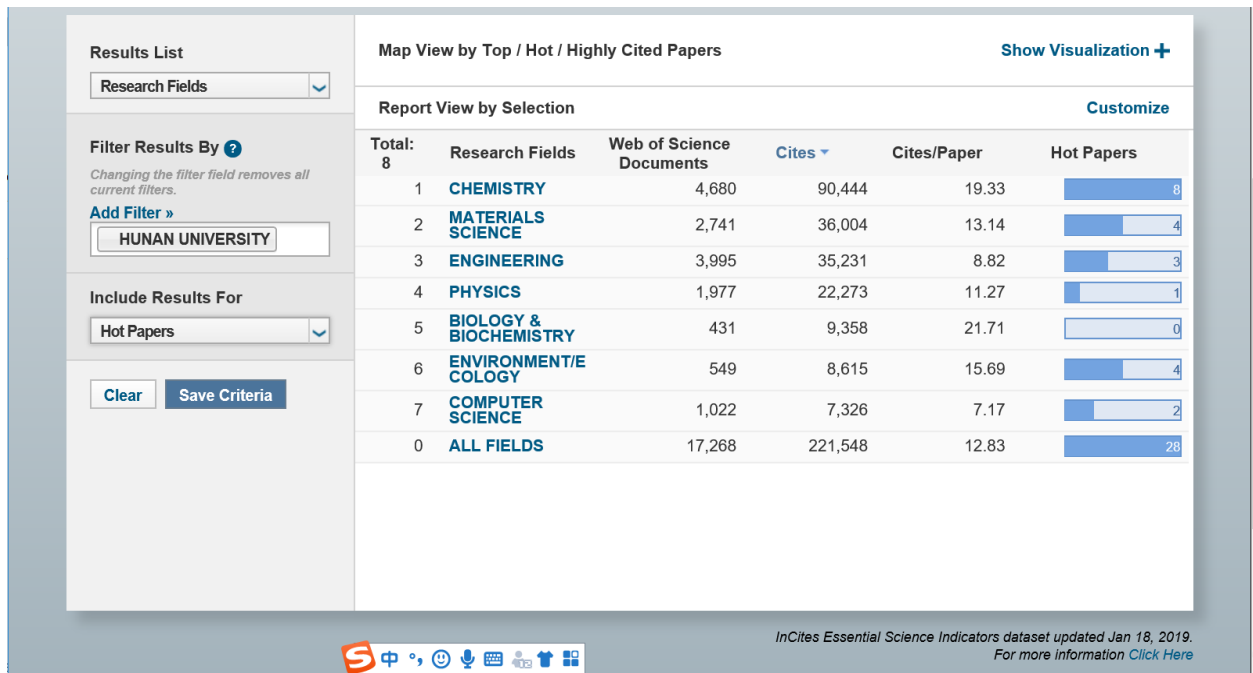 Results List
Research Fields
Filter Results By ?
Changing the filter field removes all
current filters.
Add Filter »
HUNAN UNIVERSITY
Include Results For
Hot Papers
Clear Save Criteria
Map View by Top / Hot / Highly Cited Papers Show Visualization +
Report View by Selection Customize
Total: 8 Research Fields Web of Science Documents Cites Cites/Paper Hot Papers
1 CHEMISTRY 4,680 90,444 19.33 8
2 MATERIALS SCIENCE 2,741 36,004 13.14 4
3 ENGINEERING 3,995 35,231 8.82 3
4 PHYSICS 1,977 22,273 11.27 1
5 BIOLOGY & BIOCHEMISTRY 431 9,358 21.71 0
6 ENVIRONMENT/ECOLOGY 549 8,615 15.69 4
7 COMPUTER SCIENCE 1,022 7,326 7.17 2
0 ALL FIELDS 17,268 221,548 12.83 28
InCites Essential Science Indicators dataset updated Jan 18, 2019.
For more information Click Here
S 中